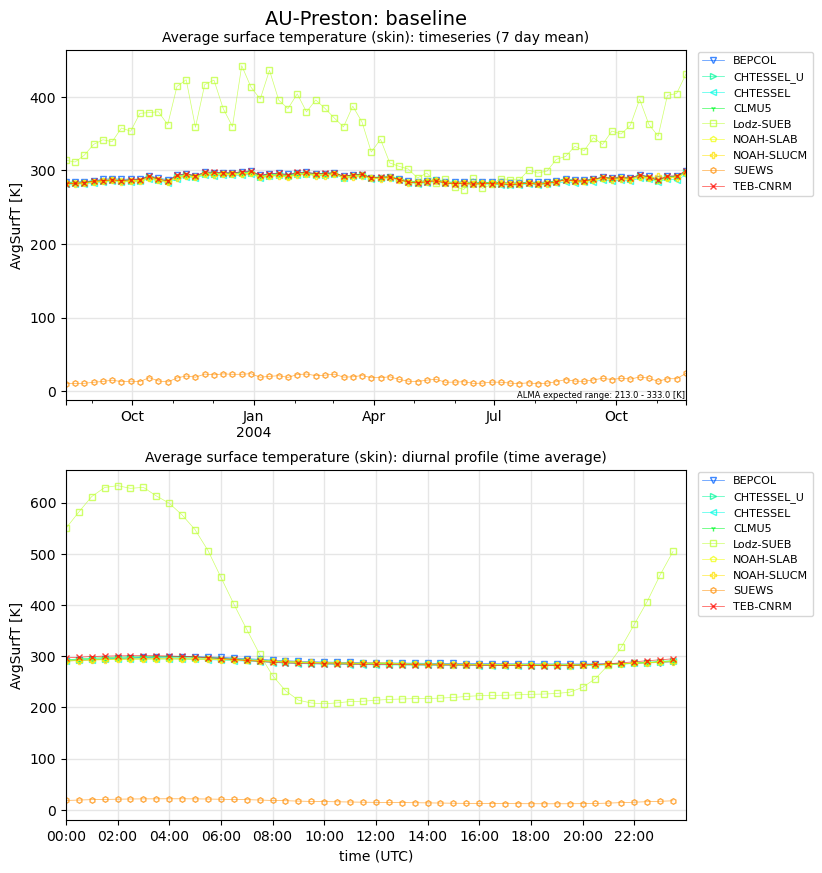 AU-Preston: baseline
Average surface temperature (skin): timeseries (7 day mean)
AvgSurfT [K]
400
300
200
100
0
Oct
Jan
2004
Apr
Jul
Oct
ALMA expected range: 213.0 - 333.0 [K]
BEPCOL
CHTESSEL_U
CHTESSEL
CLMU5
Lodz-SUEB
NOAH-SLAB
NOAH-SLUCM
SUEWS
TEB-CNRM
Average surface temperature (skin): diurnal profile (time average)
AvgSurfT [K]
600
500
400
300
200
100
0
00:00
02:00
04:00
06:00
08:00
10:00
12:00
14:00
16:00
18:00
20:00
22:00
time (UTC)
BEPCOL
CHTESSEL_U
CHTESSEL
CLMU5
Lodz-SUEB
NOAH-SLAB
NOAH-SLUCM
SUEWS
TEB-CNRM